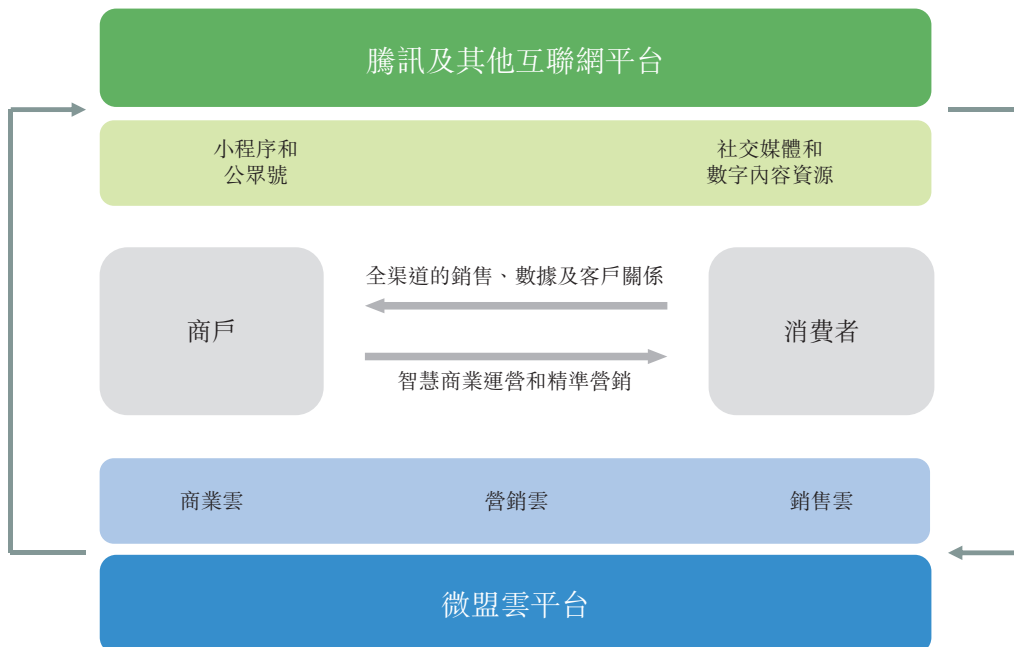 騰訊及其他互聯網平台
小程序和
公眾號
社交媒體和
數字內容資源
全渠道的銷售、數據及客戶關係
商戶
消費者
智慧商業運營和精準營銷
商業雲
營銷雲
銷售雲
微盟雲平台